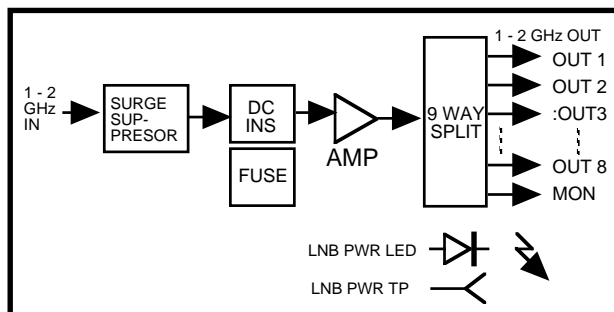 1 - 2 GHz OUT
1 - 2
GHz
IN
SURGE
SUP-
PRESOR
DC
INS
FUSE
AMP
9 WAY
SPLIT
OUT 1
OUT 2
:OUT3
OUT 8
MON
LNB PWR LED
LNB PWR TP